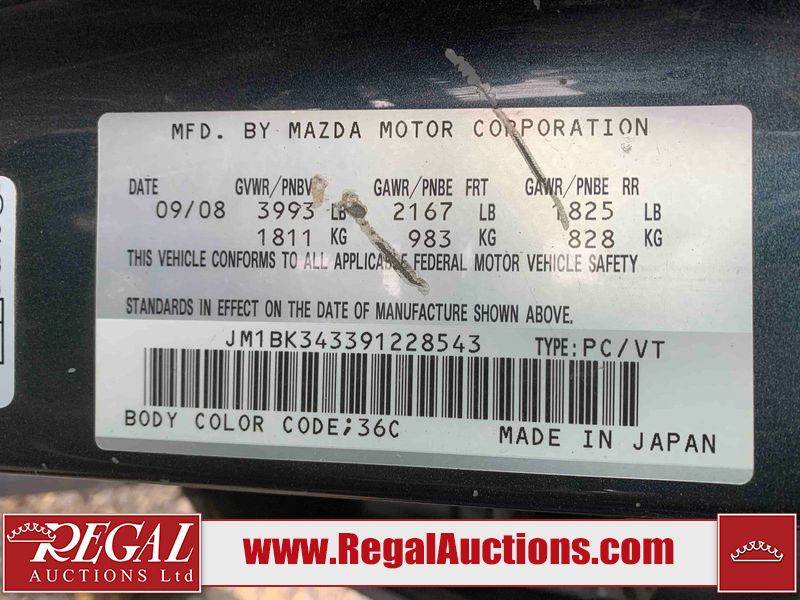 MFD. BY MAZDA MOTOR CORPORATION
DATE GVWR/PNBV GAWR/PNBE FRT GAWR/PNBE RR
09/08 3993 LB 2167 LB 1825 LB
1811 KG 983 KG 828 KG
THIS VEHICLE CONFORMS TO ALL APPLICABLE FEDERAL MOTOR VEHICLE SAFETY
STANDARDS IN EFFECT ON THE DATE OF MANUFACTURE SHOWN ABOVE.
JM1BK343391228543 TYPE:PC/VT
BODY COLOR CODE;36C
MADE IN JAPAN
REGAL
AUCTIONS Ltd
www.RegalAuctions.com